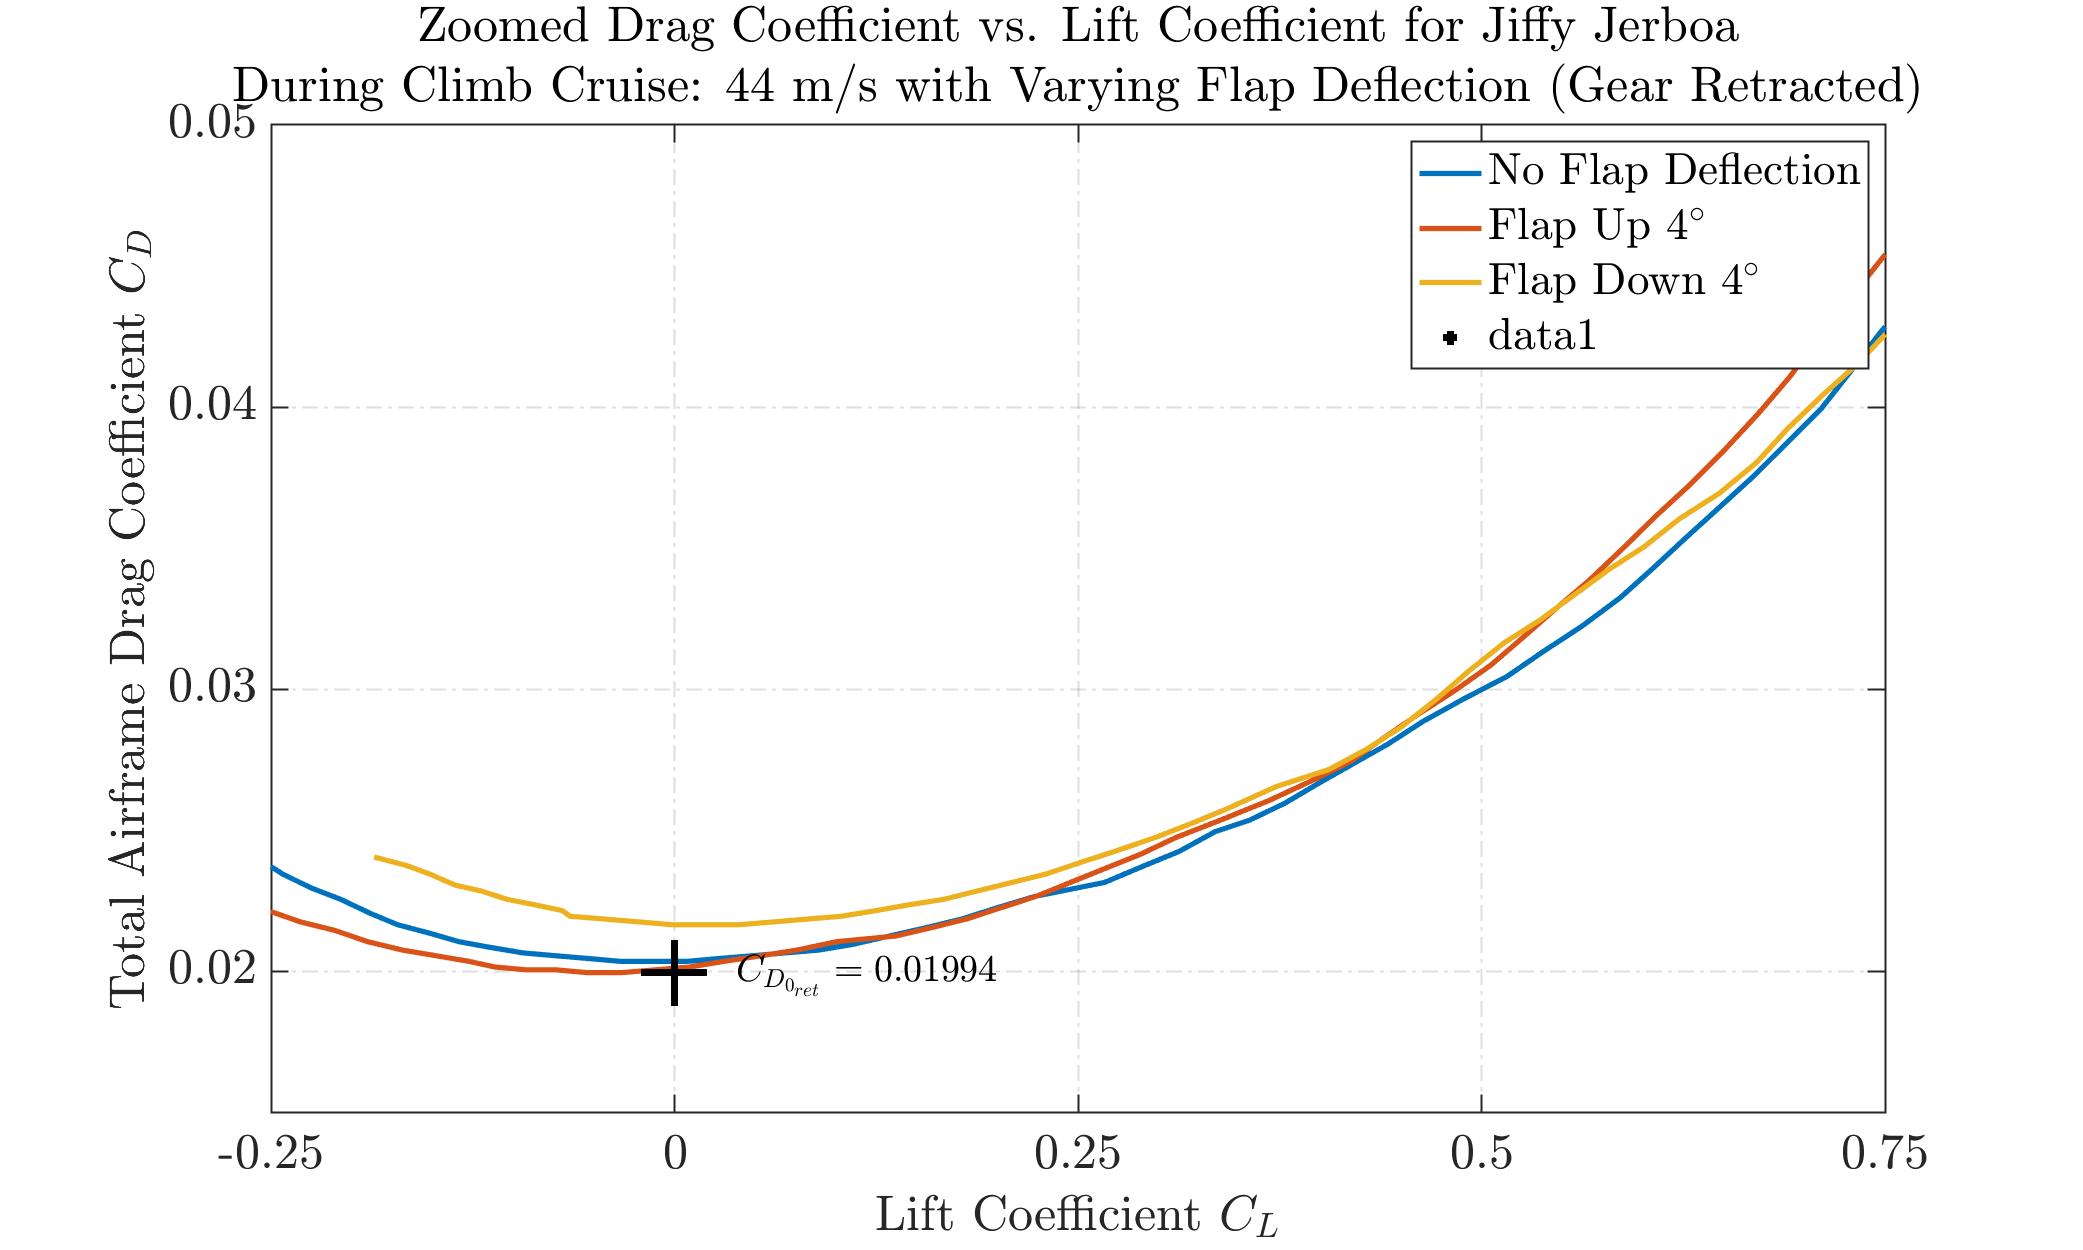 Zoomed Drag Coefficient vs. Lift Coefficient for Jiffy Jerboa
During Climb Cruise: 44 m/s with Varying Flap Deflection (Gear Retracted)
Total Airframe Drag Coefficient C_D
0.05
0.04
0.03
0.02
No Flap Deflection
Flap Up 4°
Flap Down 4°
data1
C_{D_{0_{ret}}} = 0.01994
-0.25 0 0.25 0.5 0.75
Lift Coefficient C_L